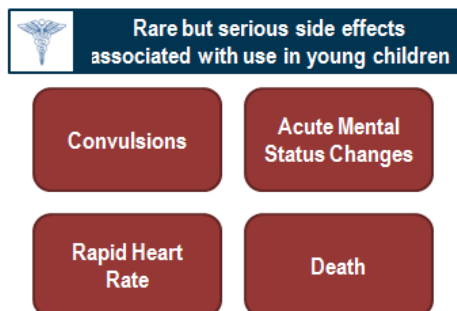 Rare but serious side effects
associated with use in young children
Convulsions
Acute Mental
Status Changes
Rapid Heart
Rate
Death